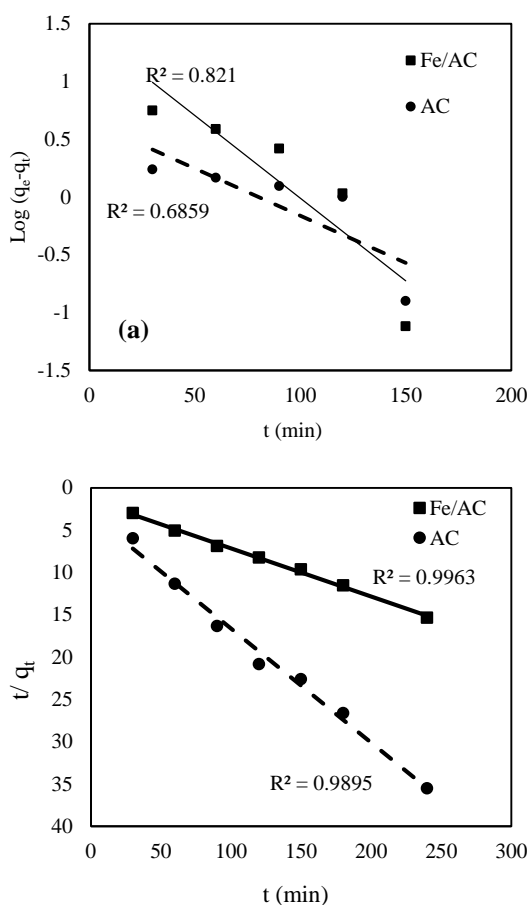 1.5
1
0.5
0
-0.5
-1
-1.5
Log (qₑ-qₜ)
R² = 0.821
R² = 0.6859
Fe/AC
AC
(a)
0 50 100 150 200
t (min)
0
5
10
15
20
25
30
35
40
t/ qₜ
Fe/AC
AC
R² = 0.9963
R² = 0.9895
0 50 100 150 200 250 300
t (min)